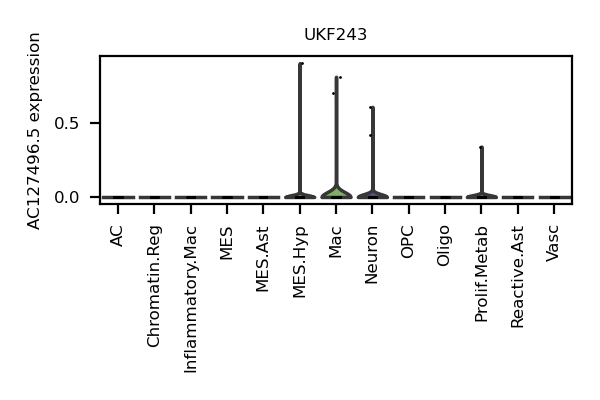 UKF243
AC127496.5 expression
0.5
0.0
AC
Chromatin.Reg
Inflammatory.Mac
MES
MES.Ast
MES.Hyp
Mac
Neuron
OPC
Oligo
Prolif.Metab
Reactive.Ast
Vasc